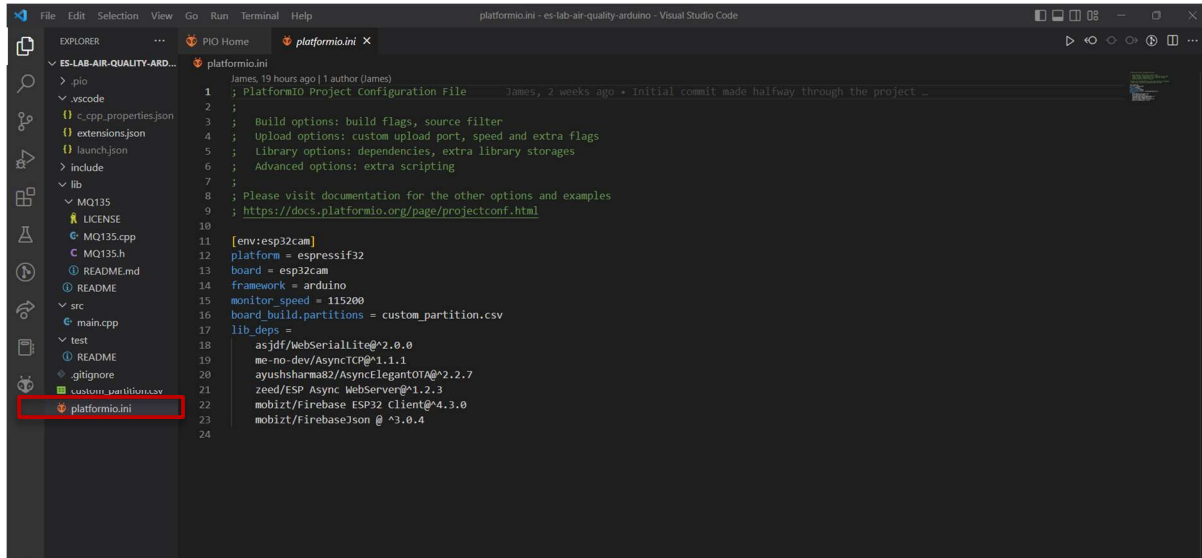 File Edit Selection View Go Run Terminal Help
platformio.ini - es-lab-air-quality-arduino - Visual Studio Code
EXPLORER
PIO Home
platformio.ini
ES-LAB-AIR-QUALITY-ARD...
.pio
.vscode
c_cpp_properties.json
extensions.json
launch.json
include
lib
MQ135
LICENSE
MQ135.cpp
MQ135.h
README.md
README
src
main.cpp
test
README
.gitignore
custom_partition.csv
platformio.ini
platformio.ini
James, 19 hours ago | 1 author (James)
1 ; PlatformIO Project Configuration File James, 2 weeks ago • Initial commit made halfway through the project …
2 ;
3 ; Build options: build flags, source filter
4 ; Upload options: custom upload port, speed and extra flags
5 ; Library options: dependencies, extra library storages
6 ; Advanced options: extra scripting
7 ;
8 ; Please visit documentation for the other options and examples
9 ; https://docs.platformio.org/page/projectconf.html
10
11 [env:esp32cam]
12 platform = espressif32
13 board = esp32cam
14 framework = arduino
15 monitor_speed = 115200
16 board_build.partitions = custom_partition.csv
17 lib_deps =
18 asjdf/WebSerialLite@^2.0.0
19 me-no-dev/AsyncTCP@^1.1.1
20 ayushsharma82/AsyncElegantOTA@^2.2.7
21 zeed/ESP Async WebServer@^1.2.3
22 mobizt/Firebase ESP32 Client@^4.3.0
23 mobizt/FirebaseJson @ ^3.0.4
24